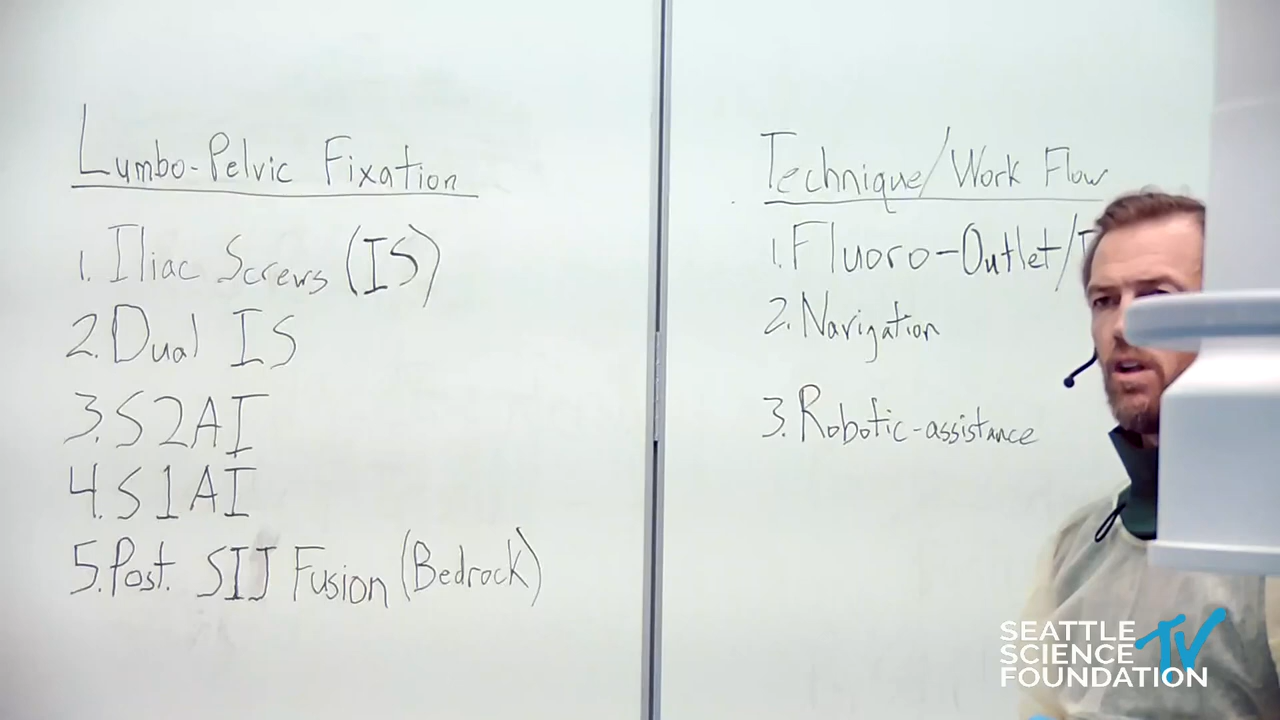 Lumbo-Pelvic Fixation
1. Iliac Screws (IS)
2. Dual IS
3. S2AI
4. S1AI
5. Post. SIJ Fusion (Bedrock)
Technique/Work Flow
1. Fluoro-Outlet/
2. Navigation
3. Robotic-assistance
SEATTLE
SCIENCE
FOUNDATION
TV